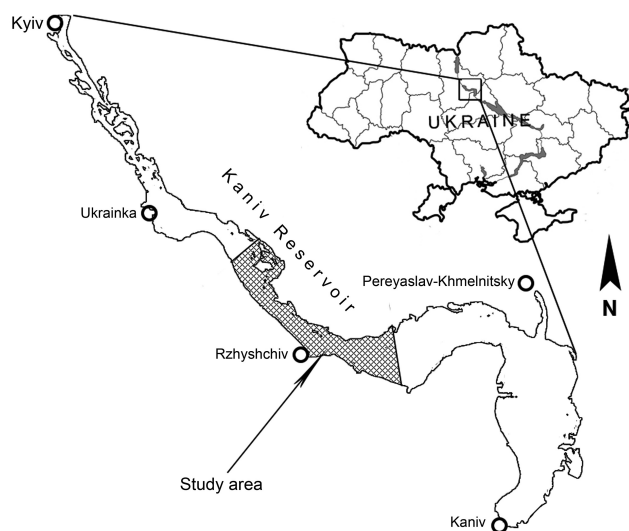 Kyiv
UKRAINE
Kaniv Reservoir
Ukrainka
Pereyaslav-Khmelnitsky
N
Rzhyshchiv
Study area
Kaniv